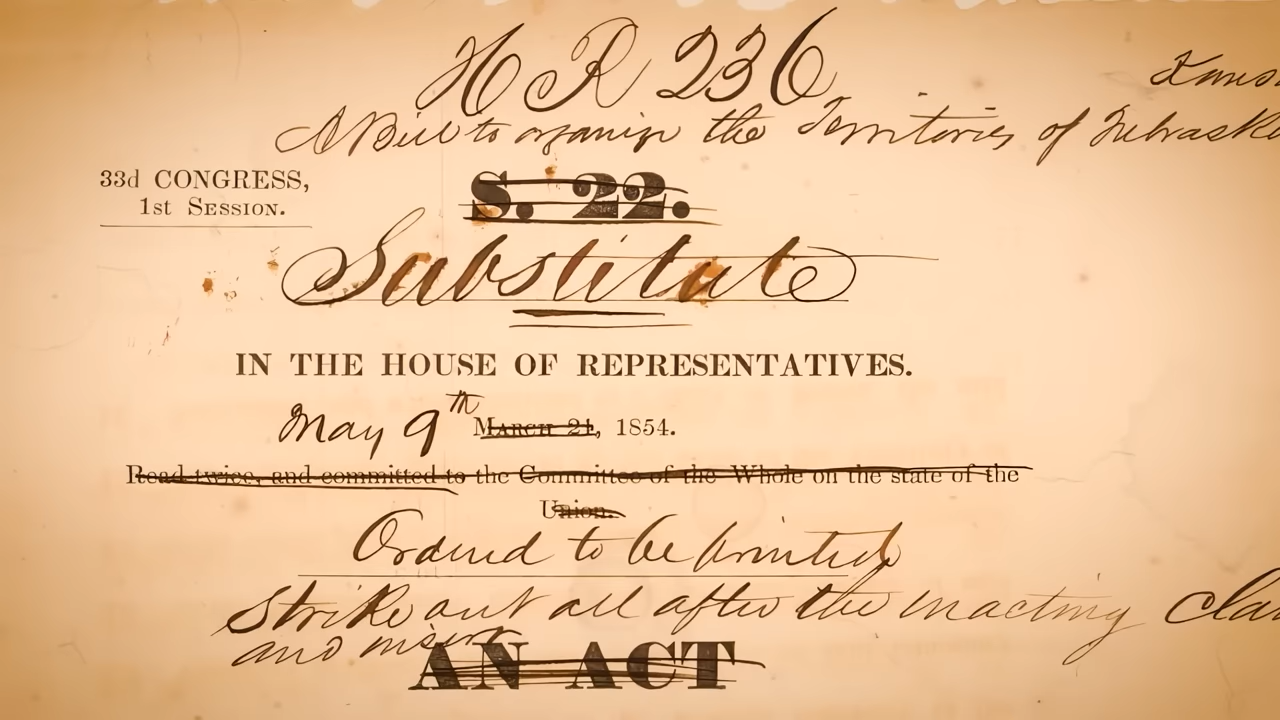 H R 236
A Bill to organize the Territories of Nebraska
33d CONGRESS,
1st SESSION.
S. 22.
Substitute
IN THE HOUSE OF REPRESENTATIVES.
May 9th MARCH 21, 1854.
Read twice, and committed to the Committee of the Whole on the state of the
Union.
Ordered to be printed
Strike out all after the enacting
and insert
AN ACT